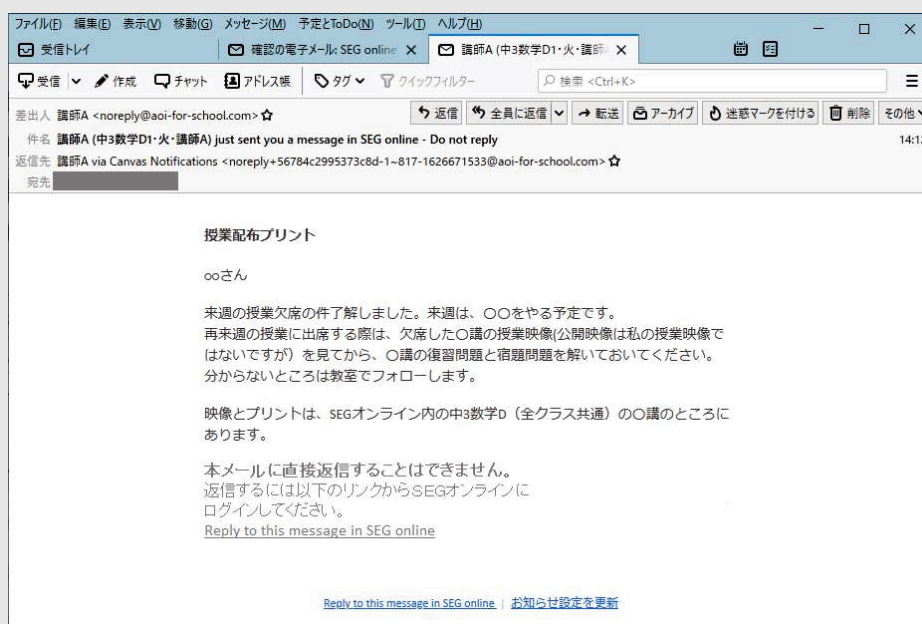 ファイル(F) 編集(E) 表示(V) 移動(G) メッセージ(M) 予定とToDo(N) ツール(T) ヘルプ(H)
受信トレイ 確認の電子メール: SEG online 講師A (中3数学D1・火・講師
受信 作成 チャット アドレス帳 タグ クイックフィルター 検索 <Ctrl+K>
差出人 講師A <noreply@aoi-for-school.com> 返信 全員に返信 転送 アーカイブ 迷惑マークを付ける 削除 その他
件名 講師A (中3数学D1・火・講師A) just sent you a message in SEG online - Do not reply
返信先 講師A via Canvas Notifications <noreply+56784c2995373c8d-1~817-1626671533@aoi-for-school.com>
宛先
授業配布プリント
○○さん
来週の授業欠席の件了解しました。来週は、〇〇をやる予定です。
再来週の授業に出席する際は、欠席した〇講の授業映像(公開映像は私の授業映像で
はないですが）を見てから、〇講の復習問題と宿題問題を解いておいてください。
分からないところは教室でフォローします。
映像とプリントは、SEGオンライン内の中3数学D（全クラス共通）の〇講のところに
あります。
本メールに直接返信することはできません。
返信するには以下のリンクからSEGオンラインに
ログインしてください。
Reply to this message in SEG online
Reply to this message in SEG online | お知らせ設定を更新